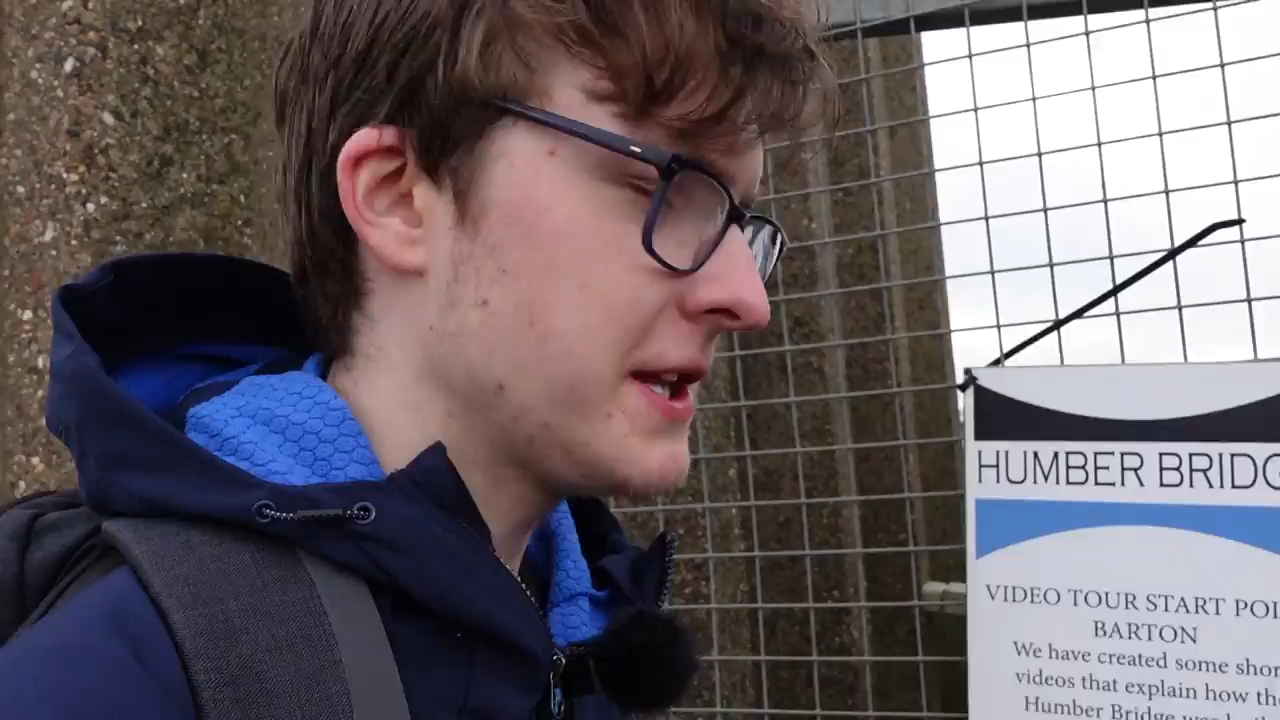 HUMBER BRIDG
VIDEO TOUR START POI
BARTON
We have created some shor
videos that explain how th
Humber Bridge